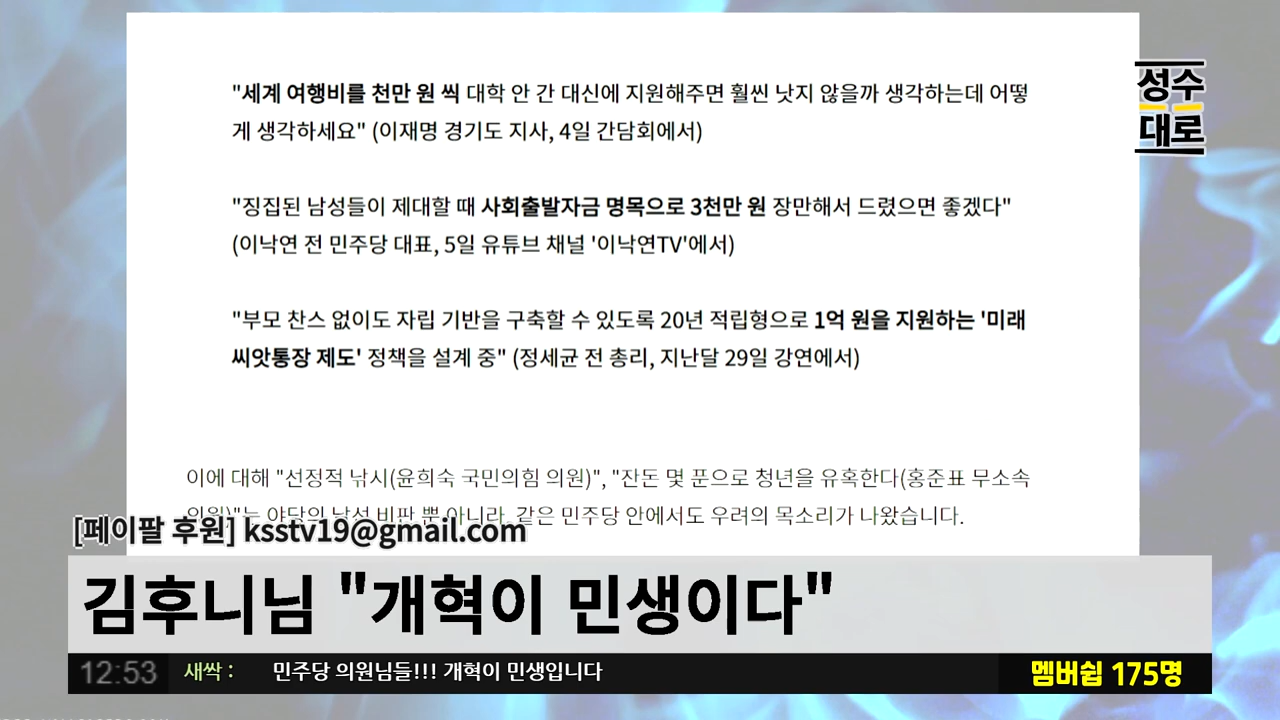 "세계 여행비를 천만 원 씩 대학 안 간 대신에 지원해주면 훨씬 낫지 않을까 생각하는데 어떻
게 생각하세요" (이재명 경기도 지사, 4일 간담회에서)
성수
대로
"징집된 남성들이 제대할 때 사회출발자금 명목으로 3천만 원 장만해서 드렸으면 좋겠다"
(이낙연 전 민주당 대표, 5일 유튜브 채널 '이낙연TV'에서)
"부모 찬스 없이도 자립 기반을 구축할 수 있도록 20년 적립형으로 1억 원을 지원하는 '미래
씨앗통장 제도' 정책을 설계 중" (정세균 전 총리, 지난달 29일 강연에서)
이에 대해 "선정적 낚시(윤희숙 국민의힘 의원)", "잔돈 몇 푼으로 청년을 유혹한다(홍준표 무소속
의원)"는 야당의 날선 비판 뿐 아니라, 같은 민주당 안에서도 우려의 목소리가 나왔습니다.
[페이팔 후원] ksstv19@gmail.com
김후니님 "개혁이 민생이다"
12:53 새싹 : 민주당 의원님들!!! 개혁이 민생입니다 멤버쉽 175명